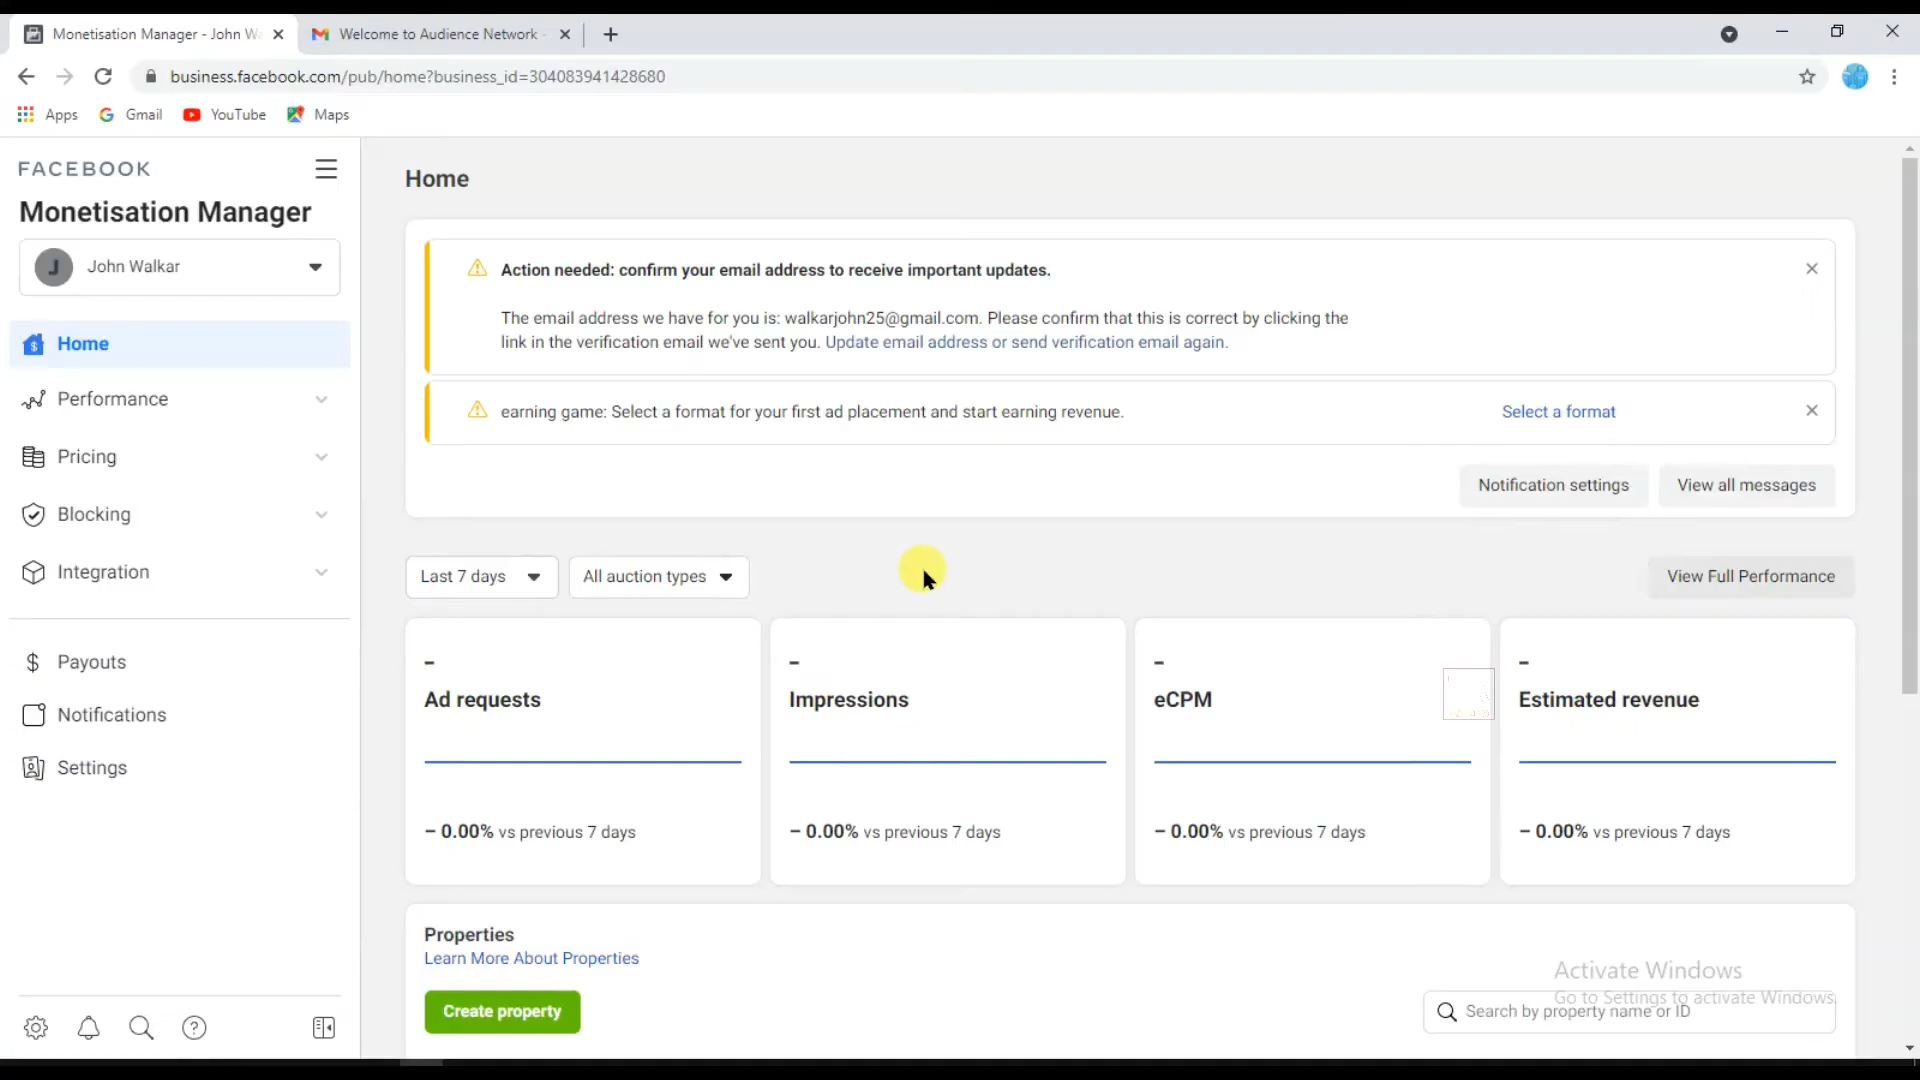 Monetisation Manager - John W
Welcome to Audience Network
business.facebook.com/pub/home?business_id=304083941428680
Apps
Gmail
YouTube
Maps
FACEBOOK
Monetisation Manager
J
John Walkar
Home
Performance
Pricing
Blocking
Integration
Payouts
Notifications
Settings
Home
Action needed: confirm your email address to receive important updates.
The email address we have for you is: walkarjohn25@gmail.com. Please confirm that this is correct by clicking the
link in the verification email we've sent you. Update email address or send verification email again.
earning game: Select a format for your first ad placement and start earning revenue.
Select a format
Notification settings
View all messages
Last 7 days
All auction types
View Full Performance
–
Ad requests
– 0.00% vs previous 7 days
–
Impressions
– 0.00% vs previous 7 days
–
eCPM
– 0.00% vs previous 7 days
–
Estimated revenue
– 0.00% vs previous 7 days
Properties
Learn More About Properties
Create property
Search by property name or ID
Activate Windows
Go to Settings to activate Windows.